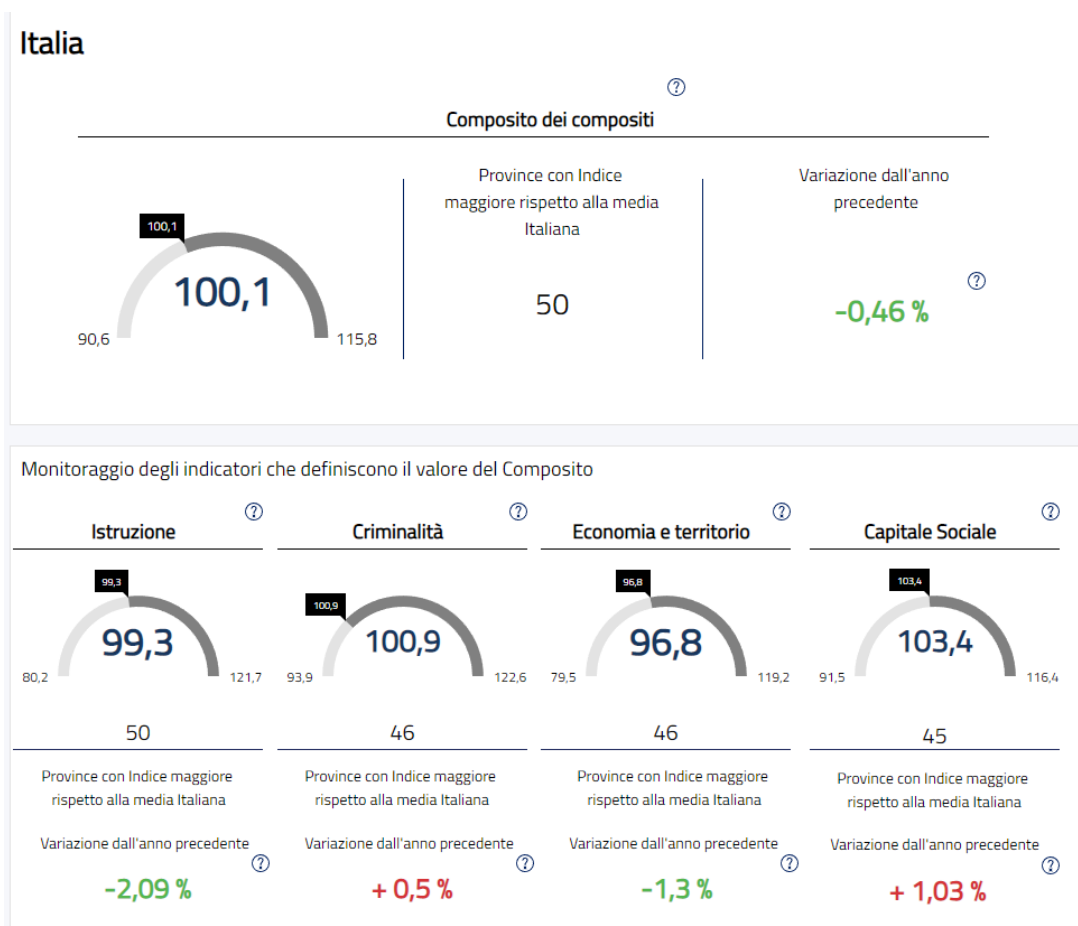 Italia
?
Composito dei compositi
100,1
100,1
90,6
115,8
Province con Indice
maggiore rispetto alla media
Italiana
50
Variazione dall'anno
precedente
?
-0,46 %
Monitoraggio degli indicatori che definiscono il valore del Composito
?
Istruzione
99,3
99,3
80,2
121,7
50
Province con Indice maggiore
rispetto alla media Italiana
Variazione dall'anno precedente
?
-2,09 %
?
Criminalità
100,9
100,9
93,9
122,6
46
Province con Indice maggiore
rispetto alla media Italiana
Variazione dall'anno precedente
?
+ 0,5 %
?
Economia e territorio
96,8
96,8
79,5
119,2
46
Province con Indice maggiore
rispetto alla media Italiana
Variazione dall'anno precedente
?
-1,3 %
?
Capitale Sociale
103,4
103,4
91,5
116,4
45
Province con Indice maggiore
rispetto alla media Italiana
Variazione dall'anno precedente
?
+ 1,03 %